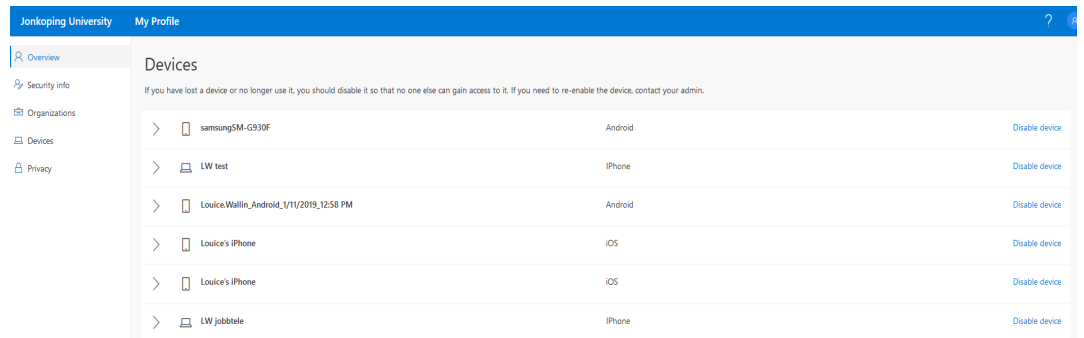 Jonkoping University My Profile ?
Overview
Security info
Organizations
Devices
Privacy
Devices
If you have lost a device or no longer use it, you should disable it so that no one else can gain access to it. If you need to re-enable the device, contact your admin.
samsungSM-G930F Android Disable device
LW test IPhone Disable device
Louice.Wallin_Android_1/11/2019_12:58 PM Android Disable device
Louice's iPhone iOS Disable device
Louice's iPhone iOS Disable device
LW jobbtele IPhone Disable device